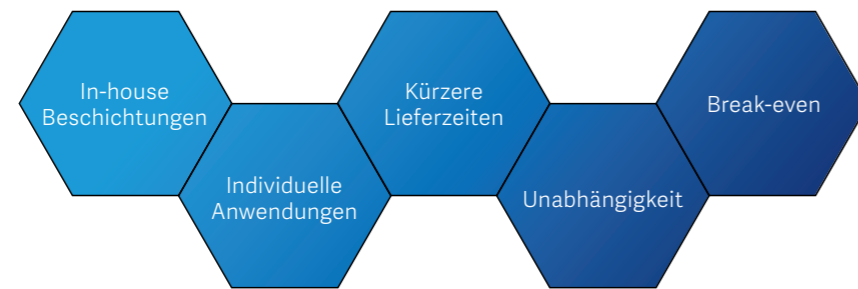 In-house
Beschichtungen
Individuelle
Anwendungen
Kürzere
Lieferzeiten
Unabhängigkeit
Break-even